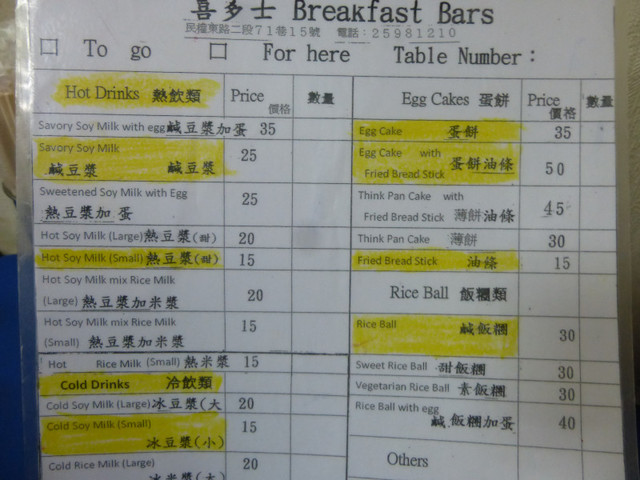 喜多士 Breakfast Bars
民權東路二段71巷15號 電話:25981210
□ To go □ For here Table Number:
Hot Drinks 熱飲類 Price 價格 數量
Savory Soy Milk with egg 鹹豆漿加蛋 35
Savory Soy Milk
鹹豆漿 鹹豆漿 25
Sweetened Soy Milk with Egg
熱豆漿加蛋 25
Hot Soy Milk (Large) 熱豆漿(甜) 20
Hot Soy Milk (Small) 熱豆漿(甜) 15
Hot Soy Milk mix Rice Milk
(Large) 熱豆漿加米漿 20
Hot Soy Milk mix Rice Milk
(Small) 熱豆漿加米漿 15
Hot Rice Milk (Small) 熱米漿 15
Cold Drinks 冷飲類
Cold Soy Milk (Large) 冰豆漿(大 20
Cold Soy Milk (Small)
冰豆漿(小) 15
Cold Rice Milk (Large)
冰米漿(大) 20
Egg Cakes 蛋餅 Price 價格 數量
Egg Cake 蛋餅 35
Egg Cake with
Fried Bread Stick 蛋餅油條 50
Think Pan Cake with
Fried Bread Stick 薄餅油條 45
Think Pan Cake 薄餅 30
Fried Bread Stick 油條 15
Rice Ball 飯糰類
Rice Ball 鹹飯糰 30
Sweet Rice Ball 甜飯糰 30
Vegetarian Rice Ball 素飯糰 30
Rice Ball with egg
鹹飯糰加蛋 40
Others